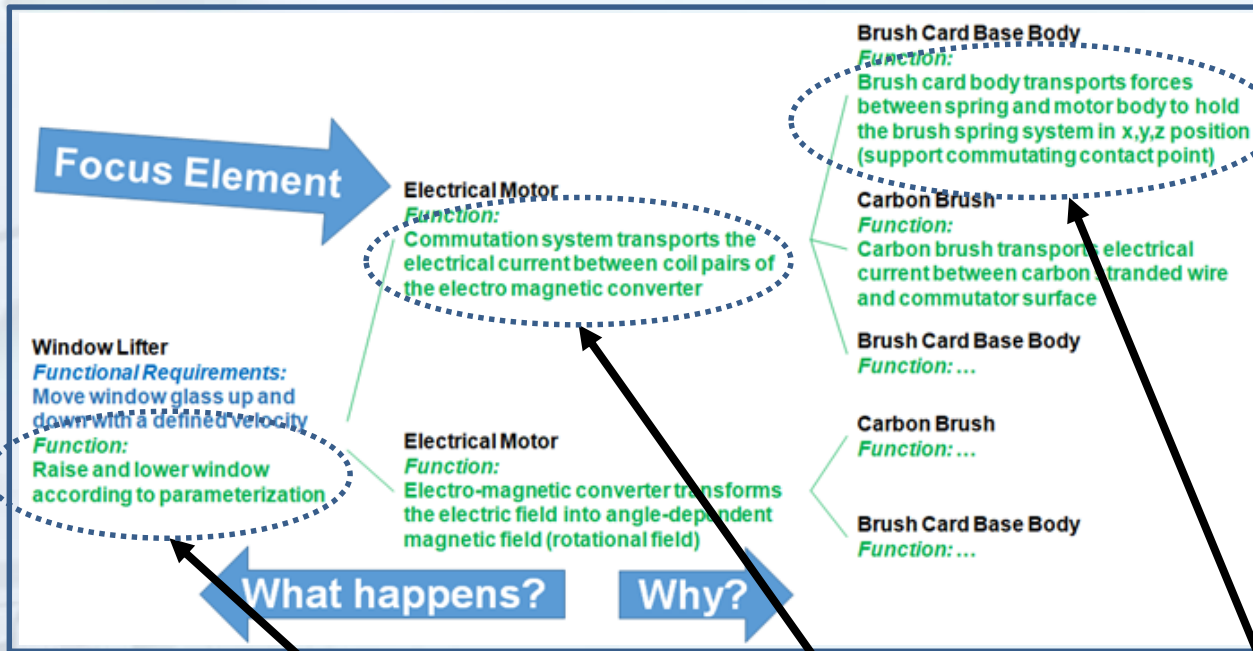 Focus Element
Window Lifter
Functional Requirements:
Move window glass up and
down with a defined velocity
Function:
Raise and lower window
according to parameterization
Electrical Motor
Function:
Commutation system transports the
electrical current between coil pairs of
the electro magnetic converter
Electrical Motor
Function:
Electro-magnetic converter transforms
the electric field into angle-dependent
magnetic field (rotational field)
Brush Card Base Body
Function:
Brush card body transports forces
between spring and motor body to hold
the brush spring system in x,y,z position
(support commutating contact point)
Carbon Brush
Function:
Carbon brush transports electrical
current between carbon stranded wire
and commutator surface
Brush Card Base Body
Function: ...
Carbon Brush
Function: ...
Brush Card Base Body
Function: ...
What happens?
Why?